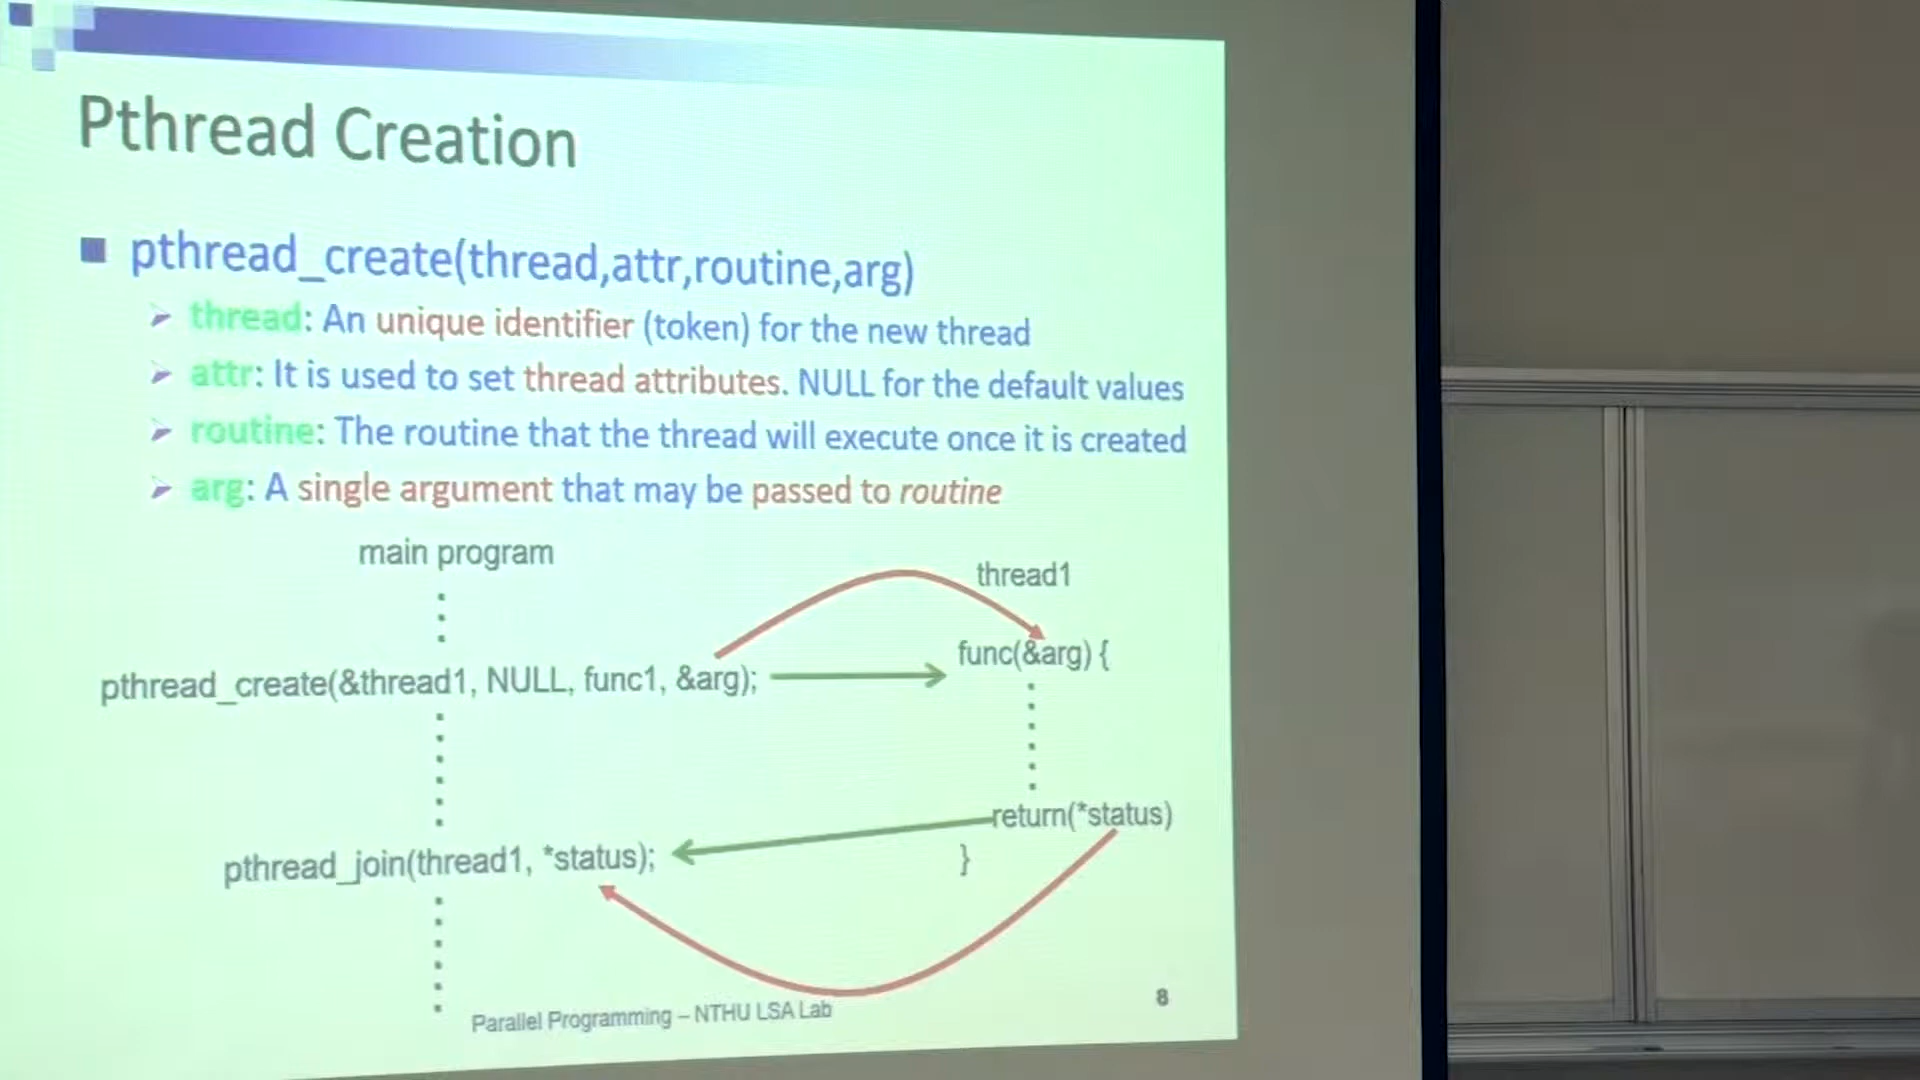 Pthread Creation
pthread_create(thread,attr,routine,arg)
thread: An unique identifier (token) for the new thread
attr: It is used to set thread attributes. NULL for the default values
routine: The routine that the thread will execute once it is created
arg: A single argument that may be passed to routine
main program
thread1
func(&arg) {
pthread_create(&thread1, NULL, func1, &arg);
return(*status)
pthread_join(thread1, *status);
}
Parallel Programming – NTHU LSA Lab
8